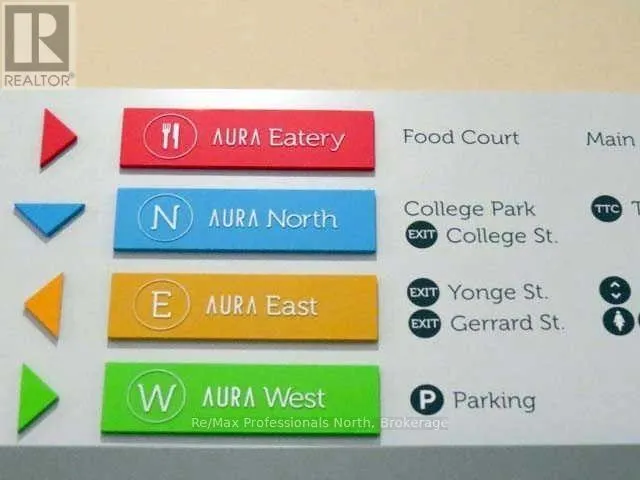 R
REALTOR®
AURA Eatery Food Court Main
N AURA North College Park TTC
EXIT College St.
E AURA East EXIT Yonge St.
EXIT Gerrard St.
W AURA West P Parking
Re/Max Professionals North, Brokerage